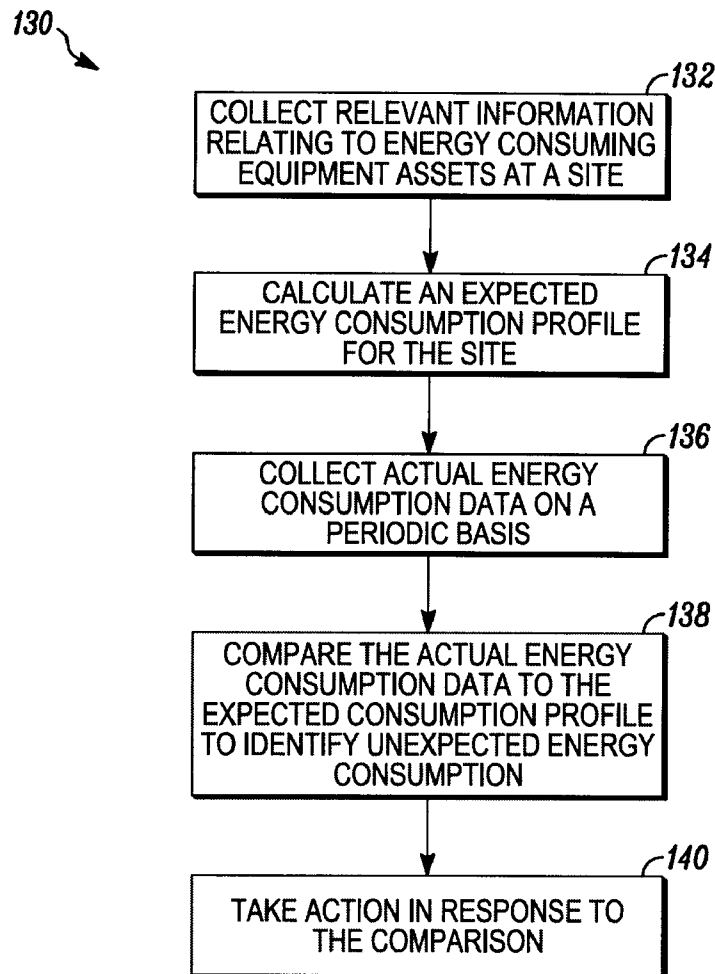 130
132
COLLECT RELEVANT INFORMATION
RELATING TO ENERGY CONSUMING
EQUIPMENT ASSETS AT A SITE
134
CALCULATE AN EXPECTED
ENERGY CONSUMPTION PROFILE
FOR THE SITE
136
COLLECT ACTUAL ENERGY
CONSUMPTION DATA ON A
PERIODIC BASIS
138
COMPARE THE ACTUAL ENERGY
CONSUMPTION DATA TO THE
EXPECTED CONSUMPTION PROFILE
TO IDENTIFY UNEXPECTED ENERGY
CONSUMPTION
140
TAKE ACTION IN RESPONSE TO
THE COMPARISON